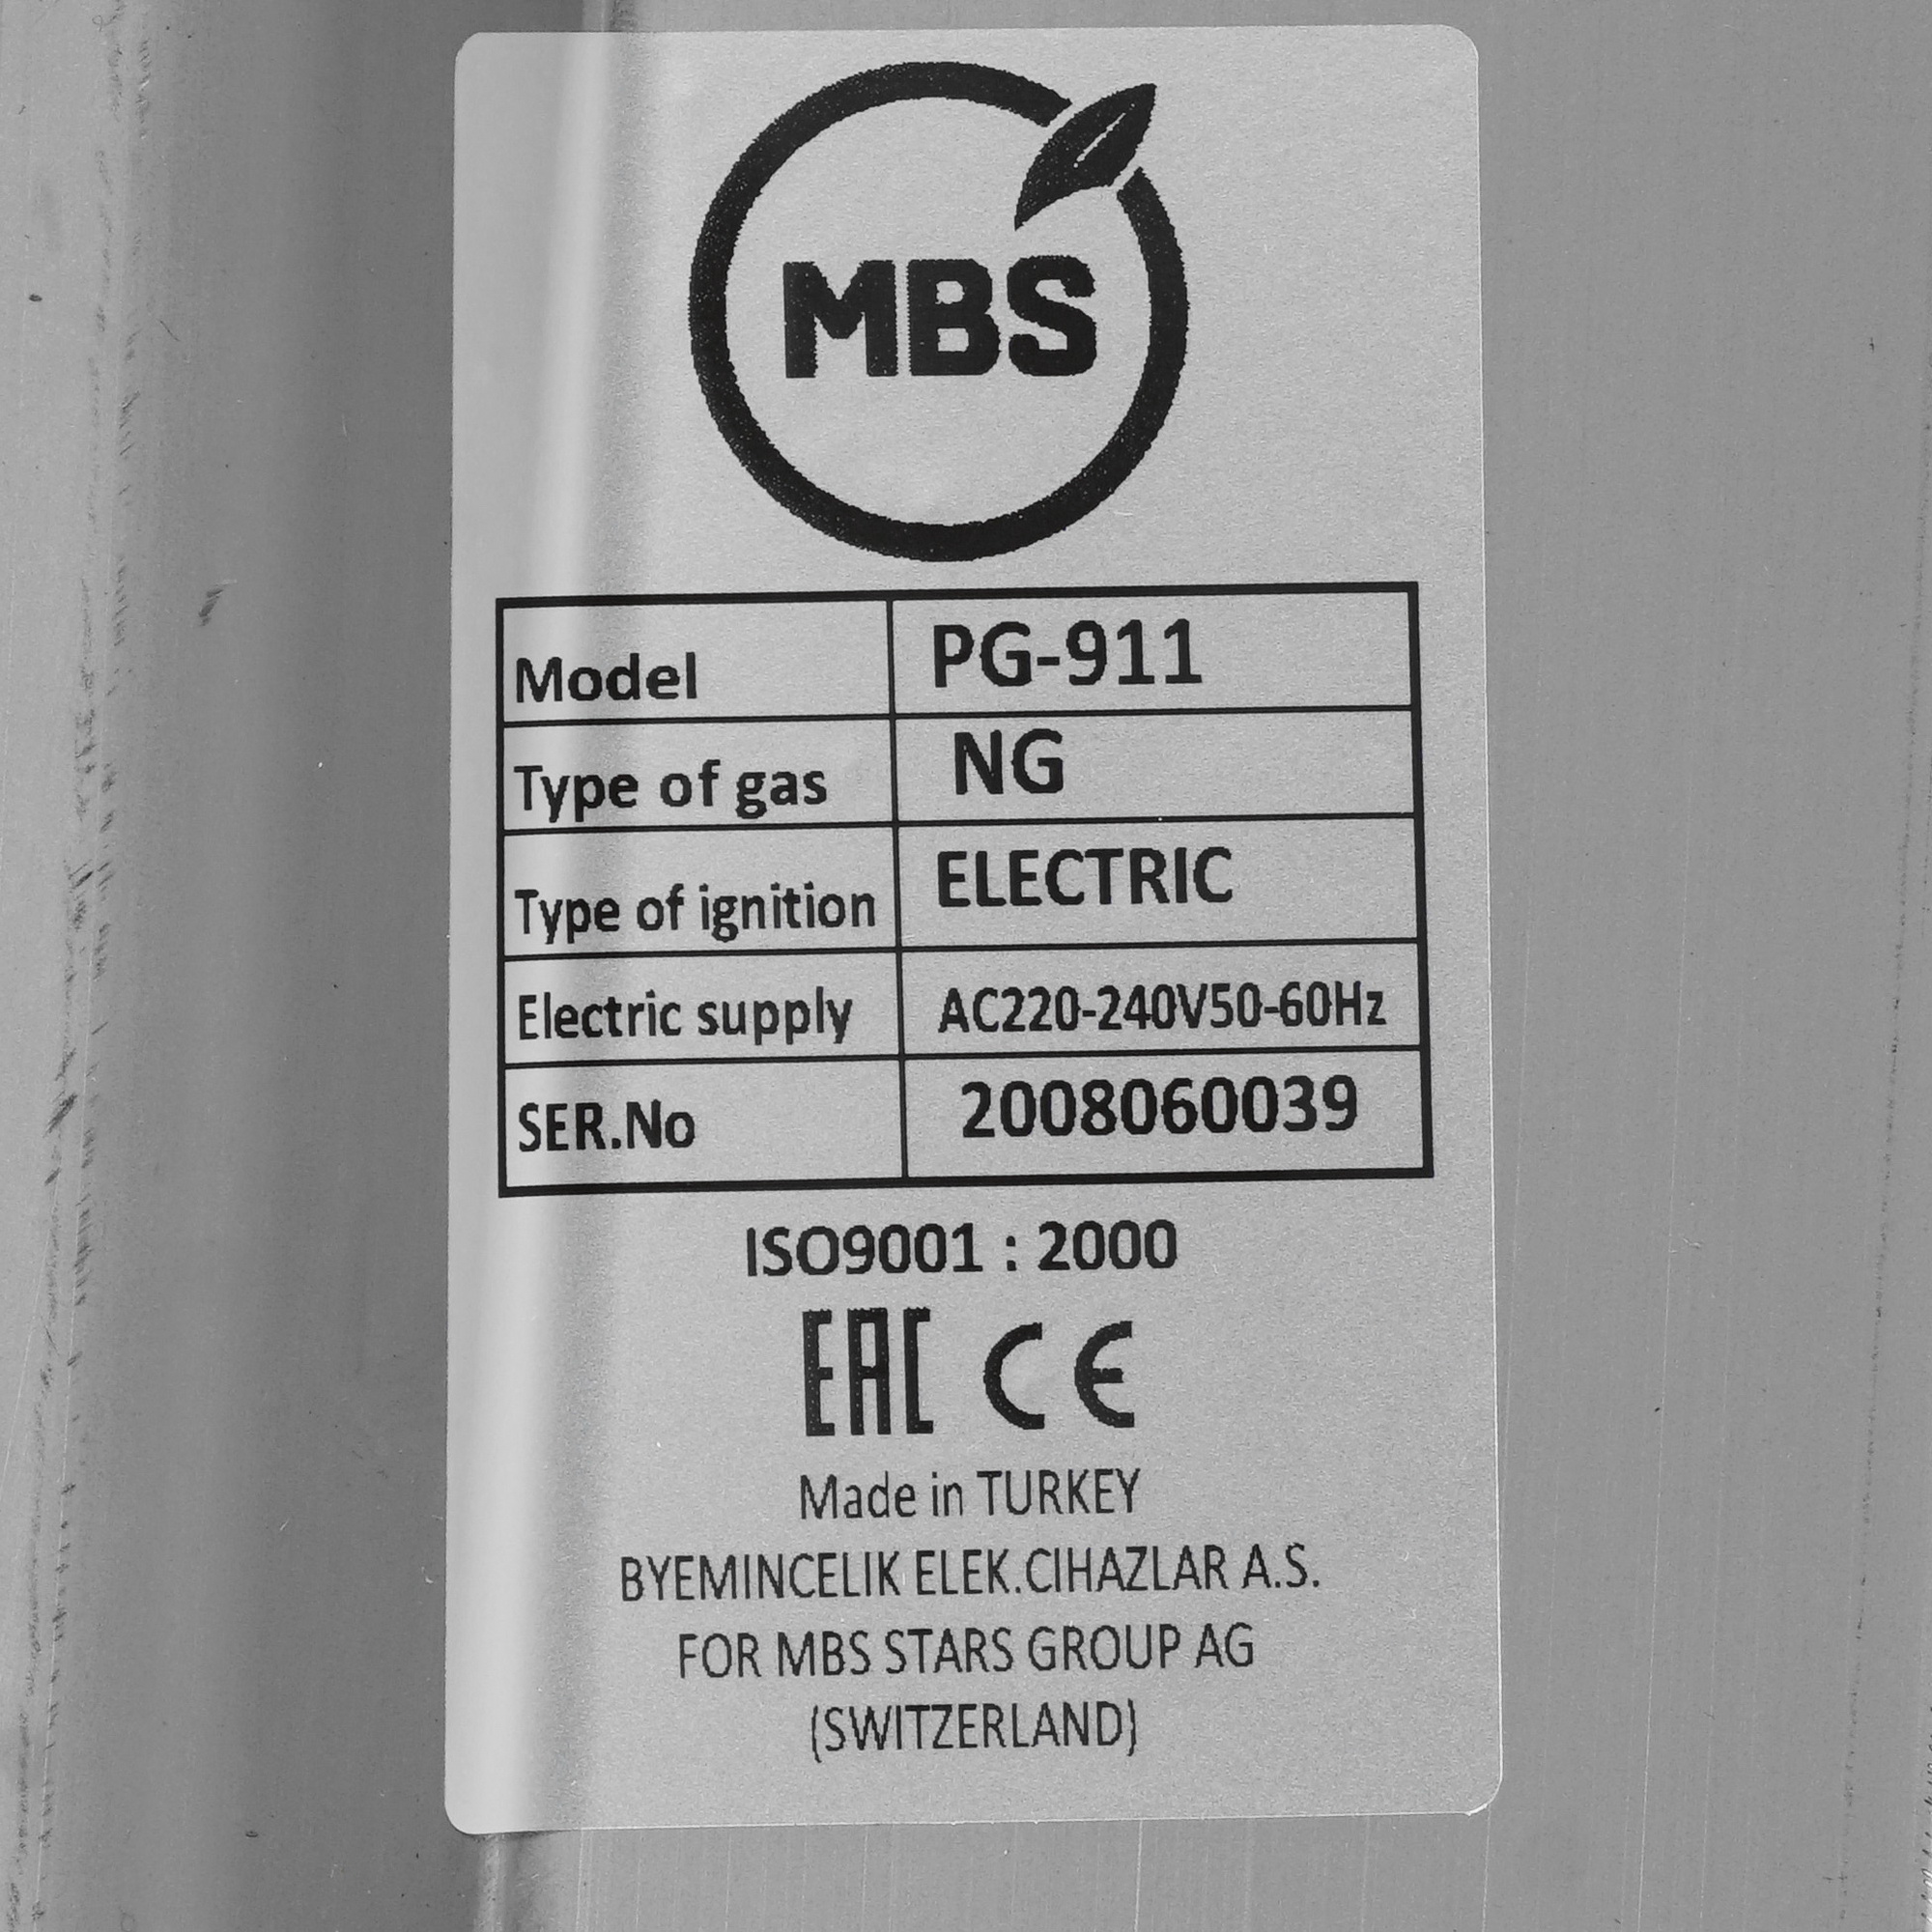 MBS
Model PG-911
Type of gas NG
Type of ignition ELECTRIC
Electric supply AC220-240V50-60Hz
SER.No 2008060039
ISO9001 : 2000
EAC CE
Made in TURKEY
BYEMINCELIK ELEK.CIHAZLAR A.S.
FOR MBS STARS GROUP AG
(SWITZERLAND)